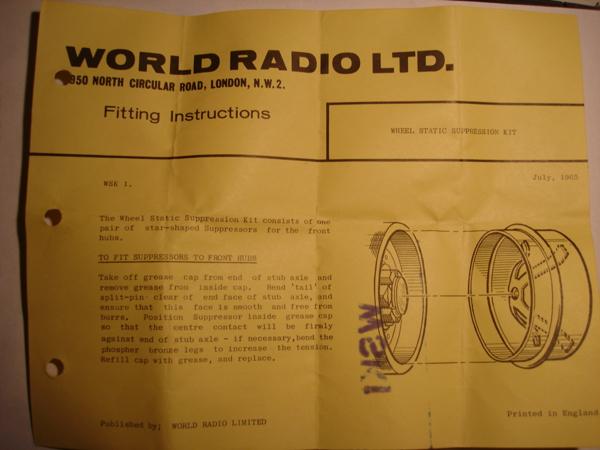 WORLD RADIO LTD.
950 NORTH CIRCULAR ROAD, LONDON, N.W.2.
Fitting Instructions
WHEEL STATIC SUPPRESSION KIT
July, 1965
WSK 1.
The Wheel Static Suppression Kit consists of one
pair of star-shaped Suppressors for the front
hubs.
TO FIT SUPPRESSORS TO FRONT HUBS
Take off grease cap from end of stub axle and
remove grease from inside cap. Bend 'tail' of
split-pin clear of end face of stub axle, and
ensure that this face is smooth and free from
burrs. Position Suppressor inside grease cap
so that the centre contact will be firmly
against end of stub axle - if necessary,bend the
phospher bronze legs to increase the tension.
Refill cap with grease, and replace.
WSK1
Published by; WORLD RADIO LIMITED
Printed in England